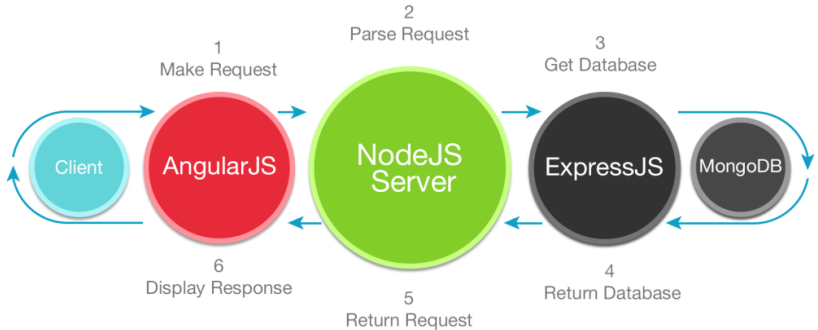 1
Make Request
2
Parse Request
3
Get Database
Client
AngularJS
NodeJS
Server
ExpressJS
MongoDB
6
Display Response
5
Return Request
4
Return Database